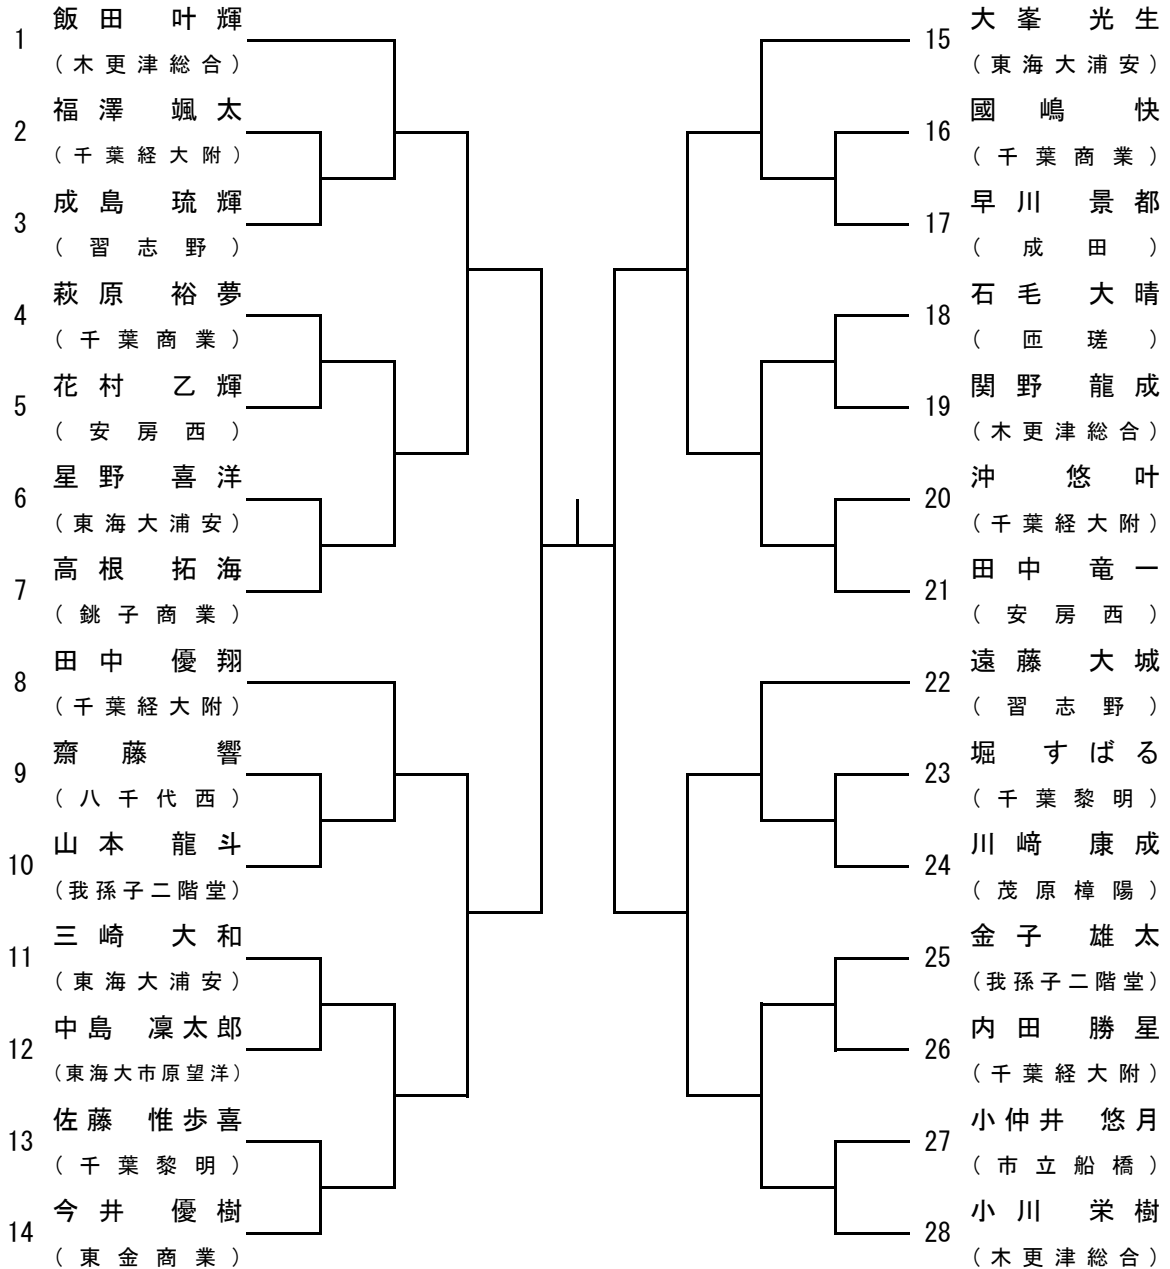 飯田 叶輝
1
(木更津総合)
福澤 颯太
2
(千葉経大附)
成島 琉輝
3
(習志野)
萩原 裕夢
4
(千葉商業)
花村 乙輝
5
(安房西)
星野 喜洋
6
(東海大浦安)
高根 拓海
7
(銚子商業)
田中 優翔
8
(千葉経大附)
齋藤 響
9
(八千代西)
山本 龍斗
10
(我孫子二階堂)
三崎 大和
11
(東海大浦安)
中島 凜太郎
12
(東海大市原望洋)
佐藤 惟歩喜
13
(千葉黎明)
今井 優樹
14
(東金商業)
大峯 光生
15
(東海大浦安)
國嶋 快
16
(千葉商業)
早川 景都
17
(成田)
石毛 大晴
18
(匝瑳)
関野 龍成
19
(木更津総合)
沖 悠叶
20
(千葉経大附)
田中 竜一
21
(安房西)
遠藤 大城
22
(習志野)
堀 すばる
23
(千葉黎明)
川﨑 康成
24
(茂原樟陽)
金子 雄太
25
(我孫子二階堂)
内田 勝星
26
(千葉経大附)
小仲井 悠月
27
(市立船橋)
小川 栄樹
28
(木更津総合)